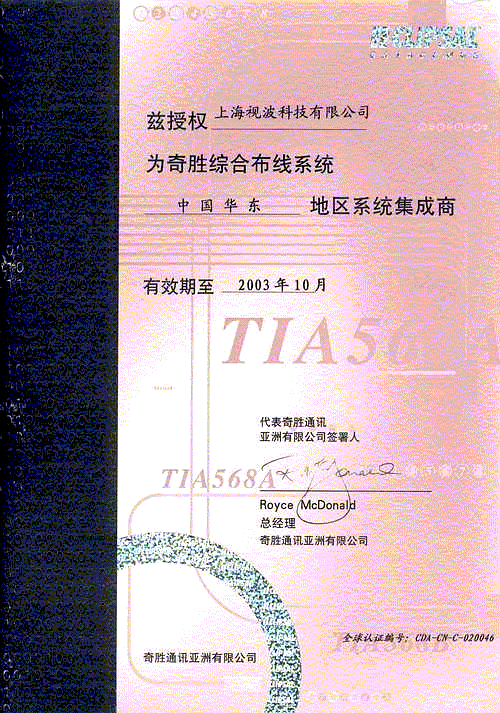 CLIPSAL
兹授权 上海视波科技有限公司
为奇胜综合布线系统
中国华东 地区系统集成商
有效期至 2003年10月
TIA568A
代表奇胜通讯
亚洲有限公司签署人
TIA568A
Royce McDonald
总经理
奇胜通讯亚洲有限公司
全球认证编号：CDA-CN-C-020046
TIA568B
奇胜通讯亚洲有限公司